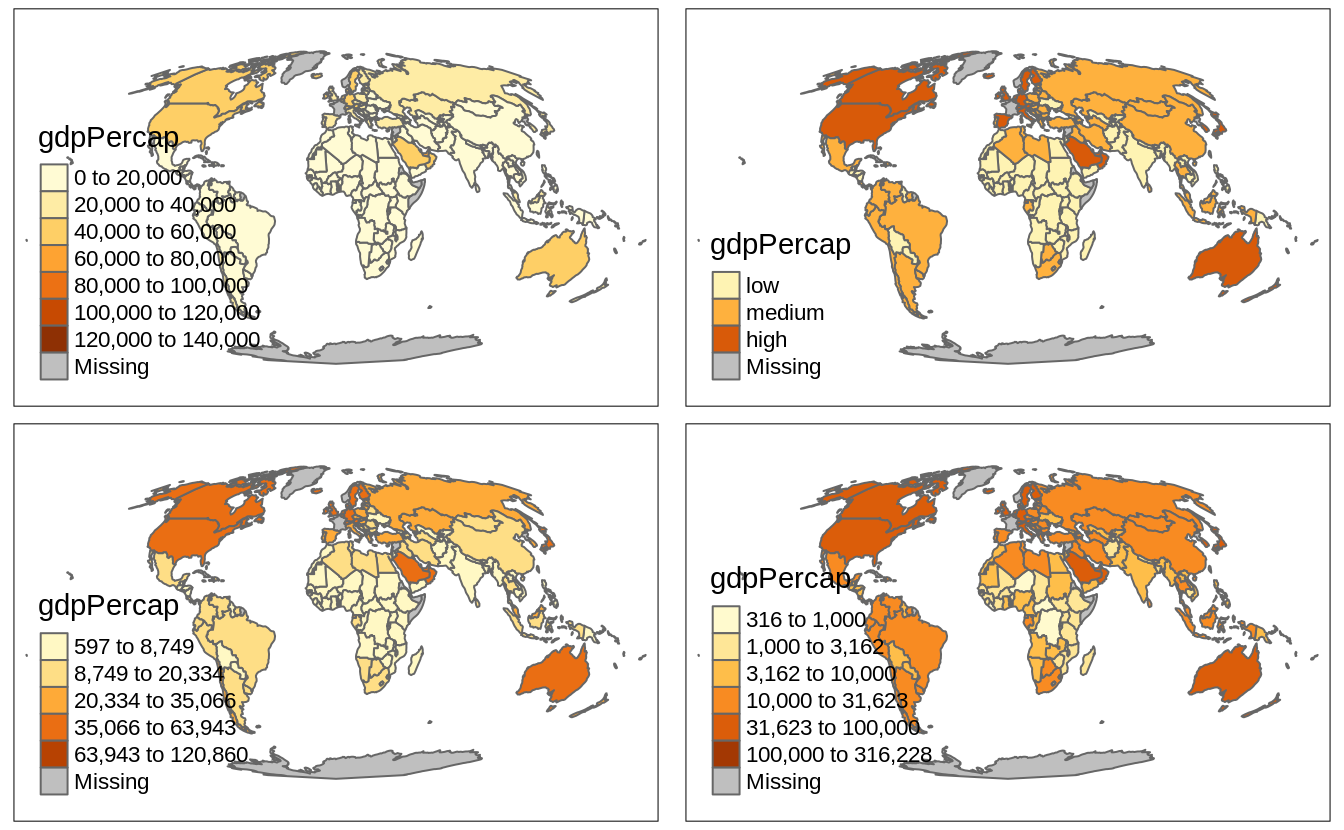 gdpPercap
0 to 20,000
20,000 to 40,000
40,000 to 60,000
60,000 to 80,000
80,000 to 100,000
100,000 to 120,000
120,000 to 140,000
Missing
gdpPercap
low
medium
high
Missing
gdpPercap
597 to 8,749
8,749 to 20,334
20,334 to 35,066
35,066 to 63,943
63,943 to 120,860
Missing
gdpPercap
316 to 1,000
1,000 to 3,162
3,162 to 10,000
10,000 to 31,623
31,623 to 100,000
100,000 to 316,228
Missing